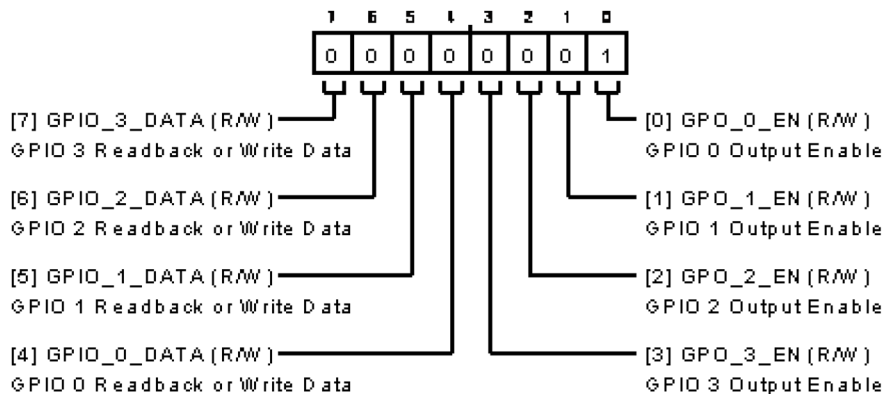 7 6 5 4 3 2 1 0
0 0 0 0 0 0 0 1
[7] GPIO_3_DATA (R/W)
GPIO 3 Readback or Write Data
[6] GPIO_2_DATA (R/W)
GPIO 2 Readback or Write Data
[5] GPIO_1_DATA (R/W)
GPIO 1 Readback or Write Data
[4] GPIO_0_DATA (R/W)
GPIO 0 Readback or Write Data
[0] GPO_0_EN (R/W)
GPIO 0 Output Enable
[1] GPO_1_EN (R/W)
GPIO 1 Output Enable
[2] GPO_2_EN (R/W)
GPIO 2 Output Enable
[3] GPO_3_EN (R/W)
GPIO 3 Output Enable